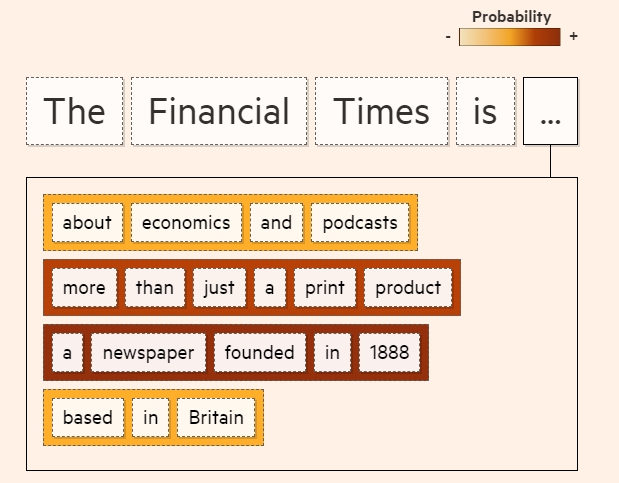 Probability
- +
The Financial Times is ...
about economics and podcasts
more than just a print product
a newspaper founded in 1888
based in Britain